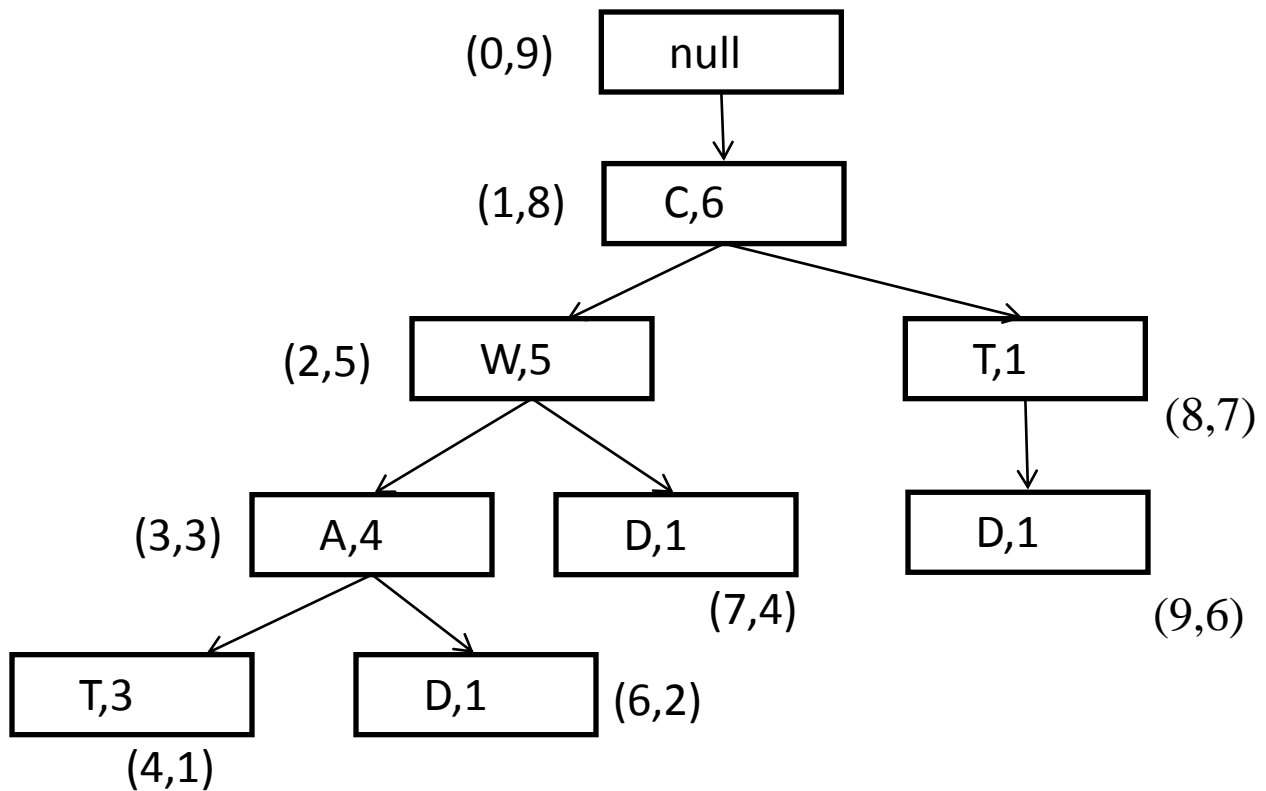 (0,9) null
(1,8) C,6
(2,5) W,5 T,1
(8,7)
(3,3) A,4 D,1 D,1
(7,4) (9,6)
T,3 D,1 (6,2)
(4,1)